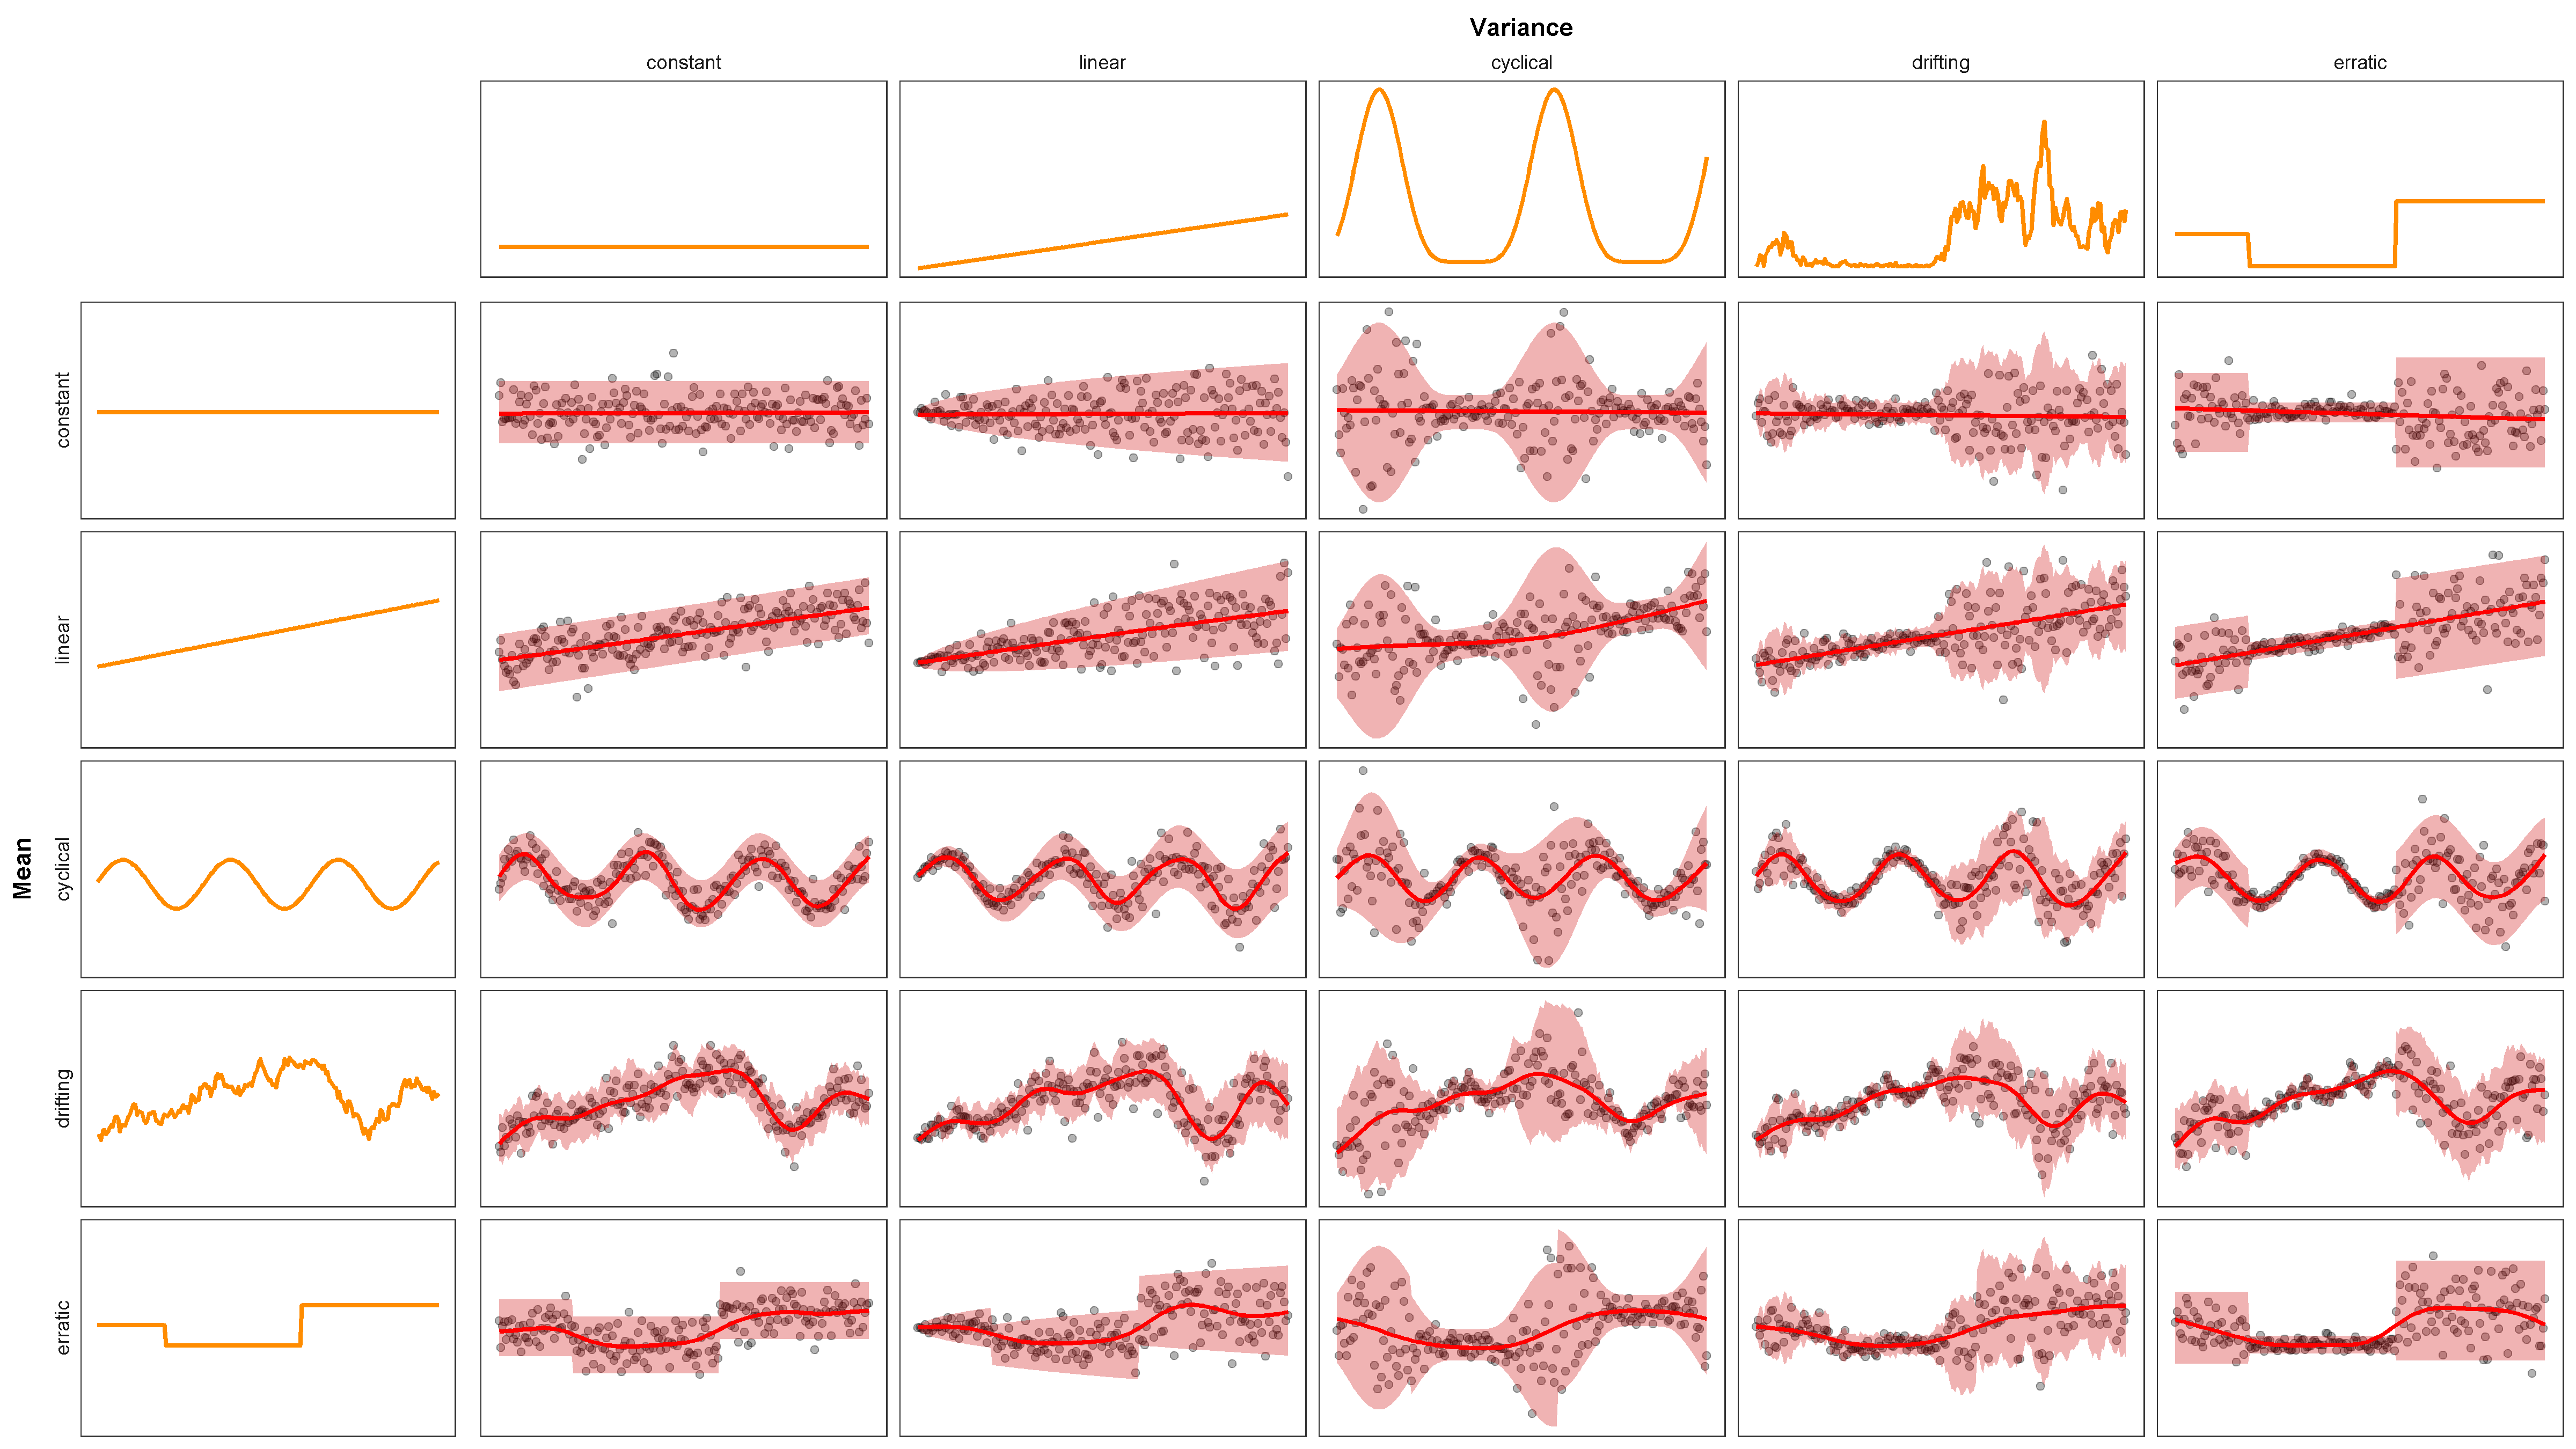 Variance
constant linear cyclical drifting erratic
Mean
constant
linear
cyclical
drifting
erratic